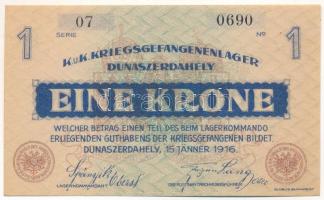 1 07 0690 1
SERIE Nº
K.u.K. KRIEGSGEFANGENENLAGER
DUNASZERDAHELY
EINE KRONE
WELCHER BETRAG EINEN TEIL DES BEIM LAGERKOMMANDO
ERLIEGENDEN GUTHABENS DER KRIEGSGEFANGENEN BILDET.
DUNASZERDAHELY, 15 JÄNNER 1916.
Oberst
LAGERKOMMANDANT